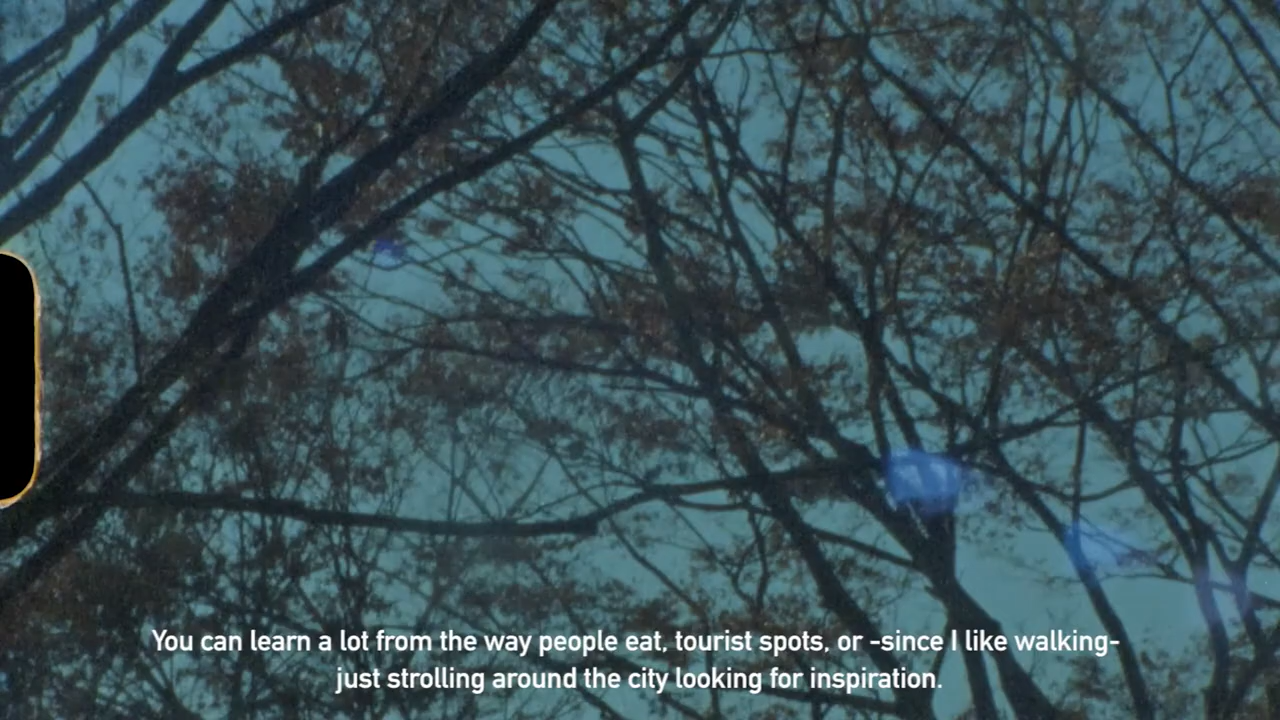 You can learn a lot from the way people eat, tourist spots, or -since I like walking-
just strolling around the city looking for inspiration.